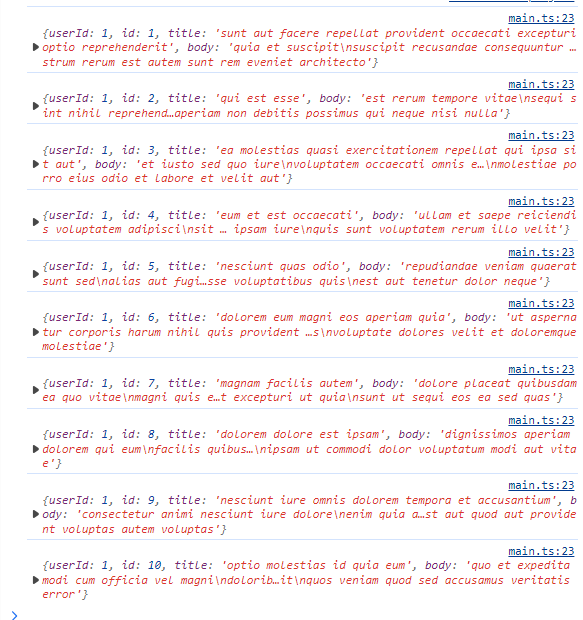 main.ts:23
{userId: 1, id: 1, title: 'sunt aut facere repellat provident occaecati excepturi
optio reprehenderit', body: 'quia et suscipit\nsuscipit recusandae consequuntur …
strum rerum est autem sunt rem eveniet architecto'}
main.ts:23
{userId: 1, id: 2, title: 'qui est esse', body: 'est rerum tempore vitae\nsequi s
int nihil reprehend…aperiam non debitis possimus qui neque nisi nulla'}
main.ts:23
{userId: 1, id: 3, title: 'ea molestias quasi exercitationem repellat qui ipsa si
t aut', body: 'et iusto sed quo iure\nvoluptatem occaecati omnis e…\nmolestiae po
rro eius odio et labore et velit aut'}
main.ts:23
{userId: 1, id: 4, title: 'eum et est occaecati', body: 'ullam et saepe reiciendi
s voluptatem adipisci\nsit … ipsam iure\nquis sunt voluptatem rerum illo velit'}
main.ts:23
{userId: 1, id: 5, title: 'nesciunt quas odio', body: 'repudiandae veniam quaerat
sunt sed\nalias aut fugi…sse voluptatibus quis\nest aut tenetur dolor neque'}
main.ts:23
{userId: 1, id: 6, title: 'dolorem eum magni eos aperiam quia', body: 'ut asperna
tur corporis harum nihil quis provident …s\nvoluptate dolores velit et doloremque
molestiae'}
main.ts:23
{userId: 1, id: 7, title: 'magnam facilis autem', body: 'dolore placeat quibusdam
ea quo vitae\nmagni quis e…t excepturi ut quia\nsunt ut sequi eos ea sed quas'}
main.ts:23
{userId: 1, id: 8, title: 'dolorem dolore est ipsam', body: 'dignissimos aperiam
dolorem qui eum\nfacilis quibus…\nipsam ut commodi dolor voluptatum modi aut vita
e'}
main.ts:23
{userId: 1, id: 9, title: 'nesciunt iure omnis dolorem tempora et accusantium', b
ody: 'consectetur animi nesciunt iure dolore\nenim quia a…st aut quod aut provide
nt voluptas autem voluptas'}
main.ts:23
{userId: 1, id: 10, title: 'optio molestias id quia eum', body: 'quo et expedita
modi cum officia vel magni\ndolorib…it\nquos veniam quod sed accusamus veritatis
error'}